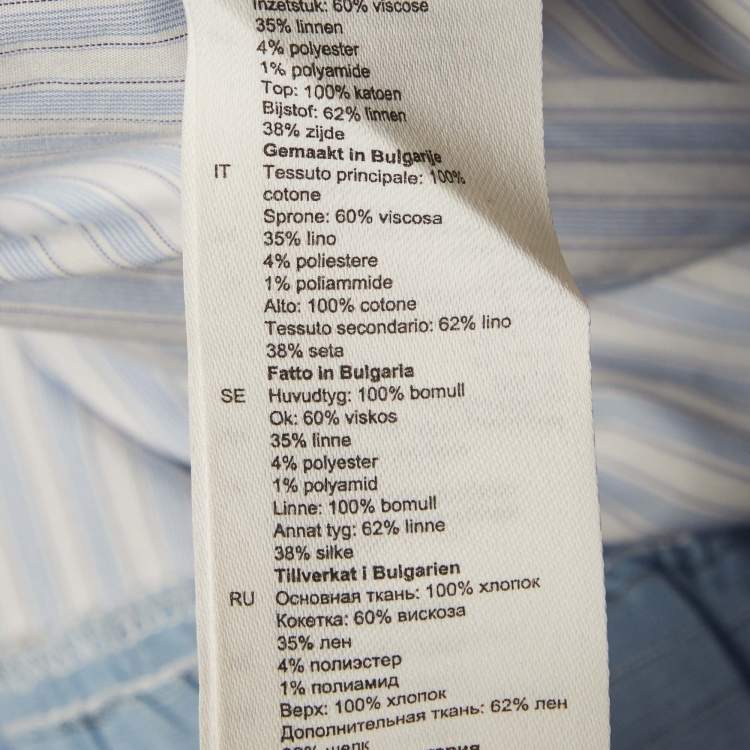 Inzetstuk: 60% viscose
35% linnen
4% polyester
1% polyamide
Top: 100% katoen
Bijstof: 62% linnen
38% zijde
Gemaakt in Bulgarije
IT Tessuto principale: 100%
cotone
Sprone: 60% viscosa
35% lino
4% poliestere
1% poliammide
Alto: 100% cotone
Tessuto secondario: 62% lino
38% seta
Fatto in Bulgaria
SE Huvudtyg: 100% bomull
Ok: 60% viskos
35% linne
4% polyester
1% polyamid
Linne: 100% bomull
Annat tyg: 62% linne
38% silke
Tillverkat i Bulgarien
RU Основная ткань: 100% хлопок
Кокетка: 60% вискоза
35% лен
4% полиэстер
1% полиамид
Верх: 100% хлопок
Дополнительная ткань: 62% лен
38% шелк